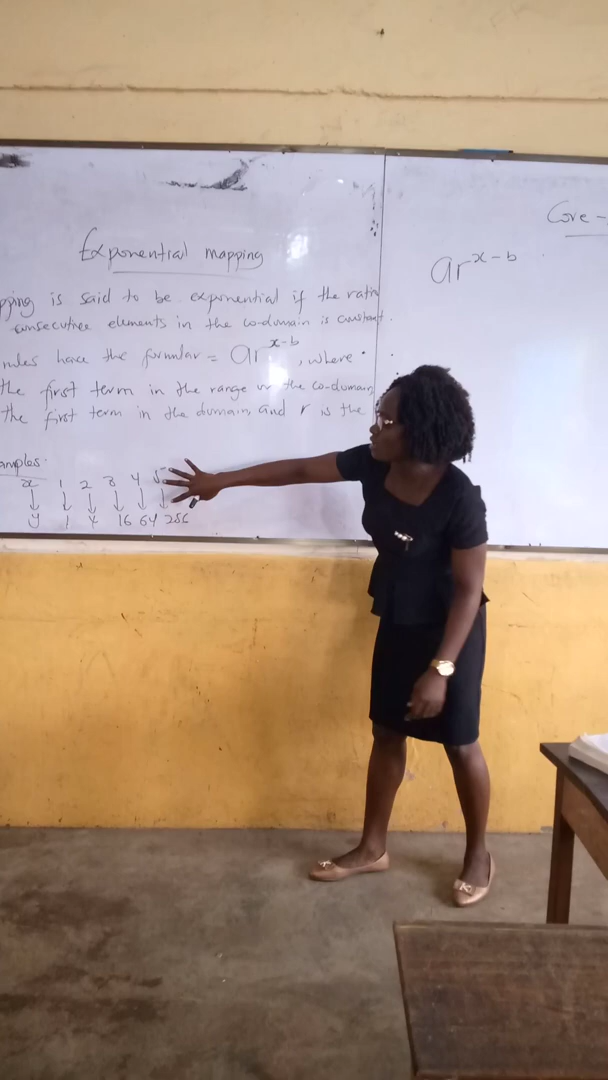 Exponential mapping
pping is said to be exponential if the ratio
consecutive elements in the co-domain is constant.
rules have the formular = ar^x-b, where
the first term in the range or the co-domain,
the first term in the domain, and r is the
amples.
x 1 2 3 4 5
y 1 4 16 64 256
Core -
ar^x-b